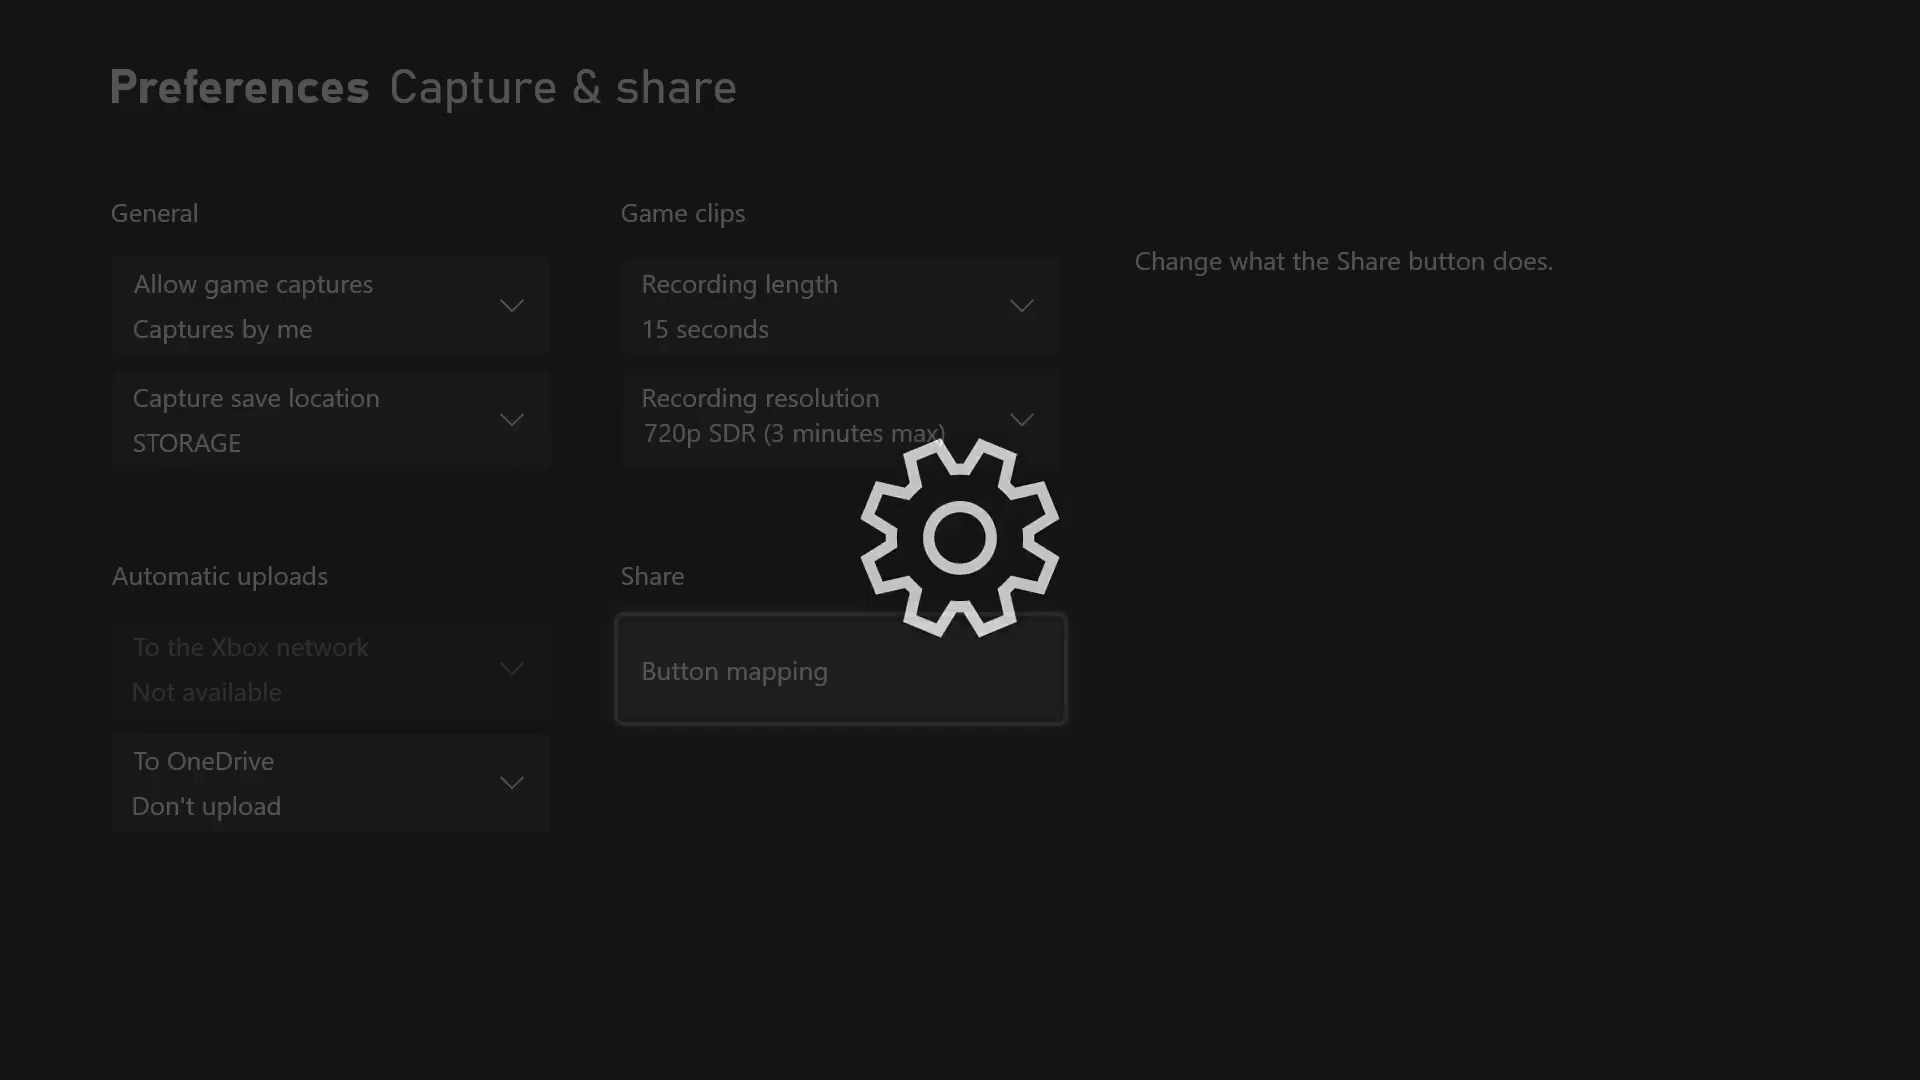 Preferences Capture & share
General
Allow game captures
Captures by me
Capture save location
STORAGE
Game clips
Recording length
15 seconds
Recording resolution
720p SDR (3 minutes max)
Change what the Share button does.
Automatic uploads
To the Xbox network
Not available
To OneDrive
Don't upload
Share
Button mapping